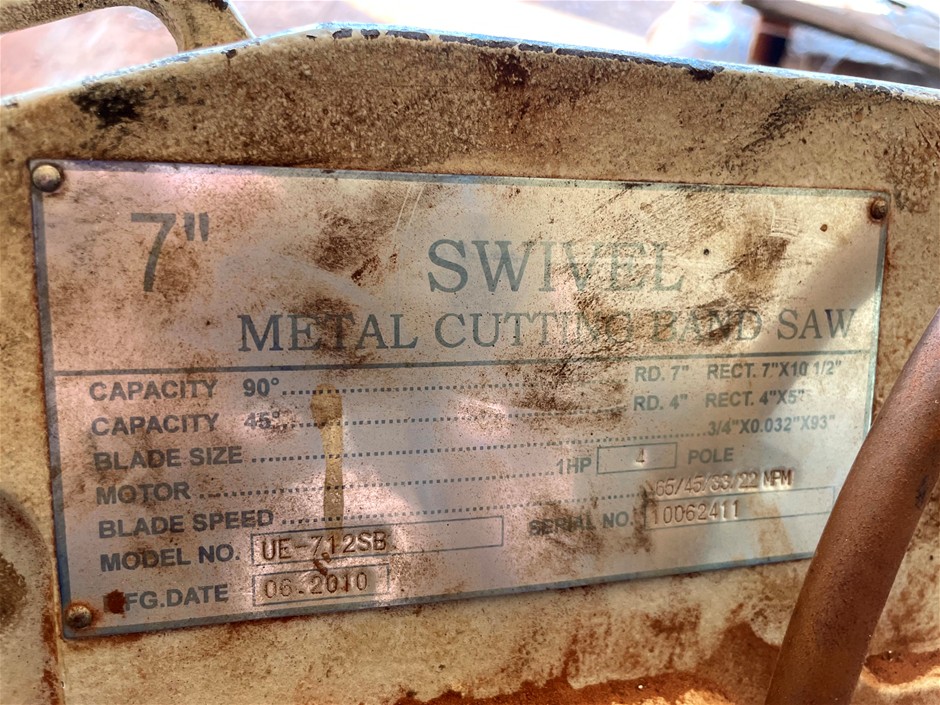 7" SWIVEL
METAL CUTTING BAND SAW
CAPACITY 90° RD. 7" RECT. 7"X10 1/2"
CAPACITY 45° RD. 4" RECT. 4"X5"
BLADE SIZE 3/4"X0.032"X93"
MOTOR 1HP 4 POLE
BLADE SPEED 65/45/33/22 MPM
MODEL NO. UE-712SB SERIAL NO. 10062411
MFG.DATE 06.2010